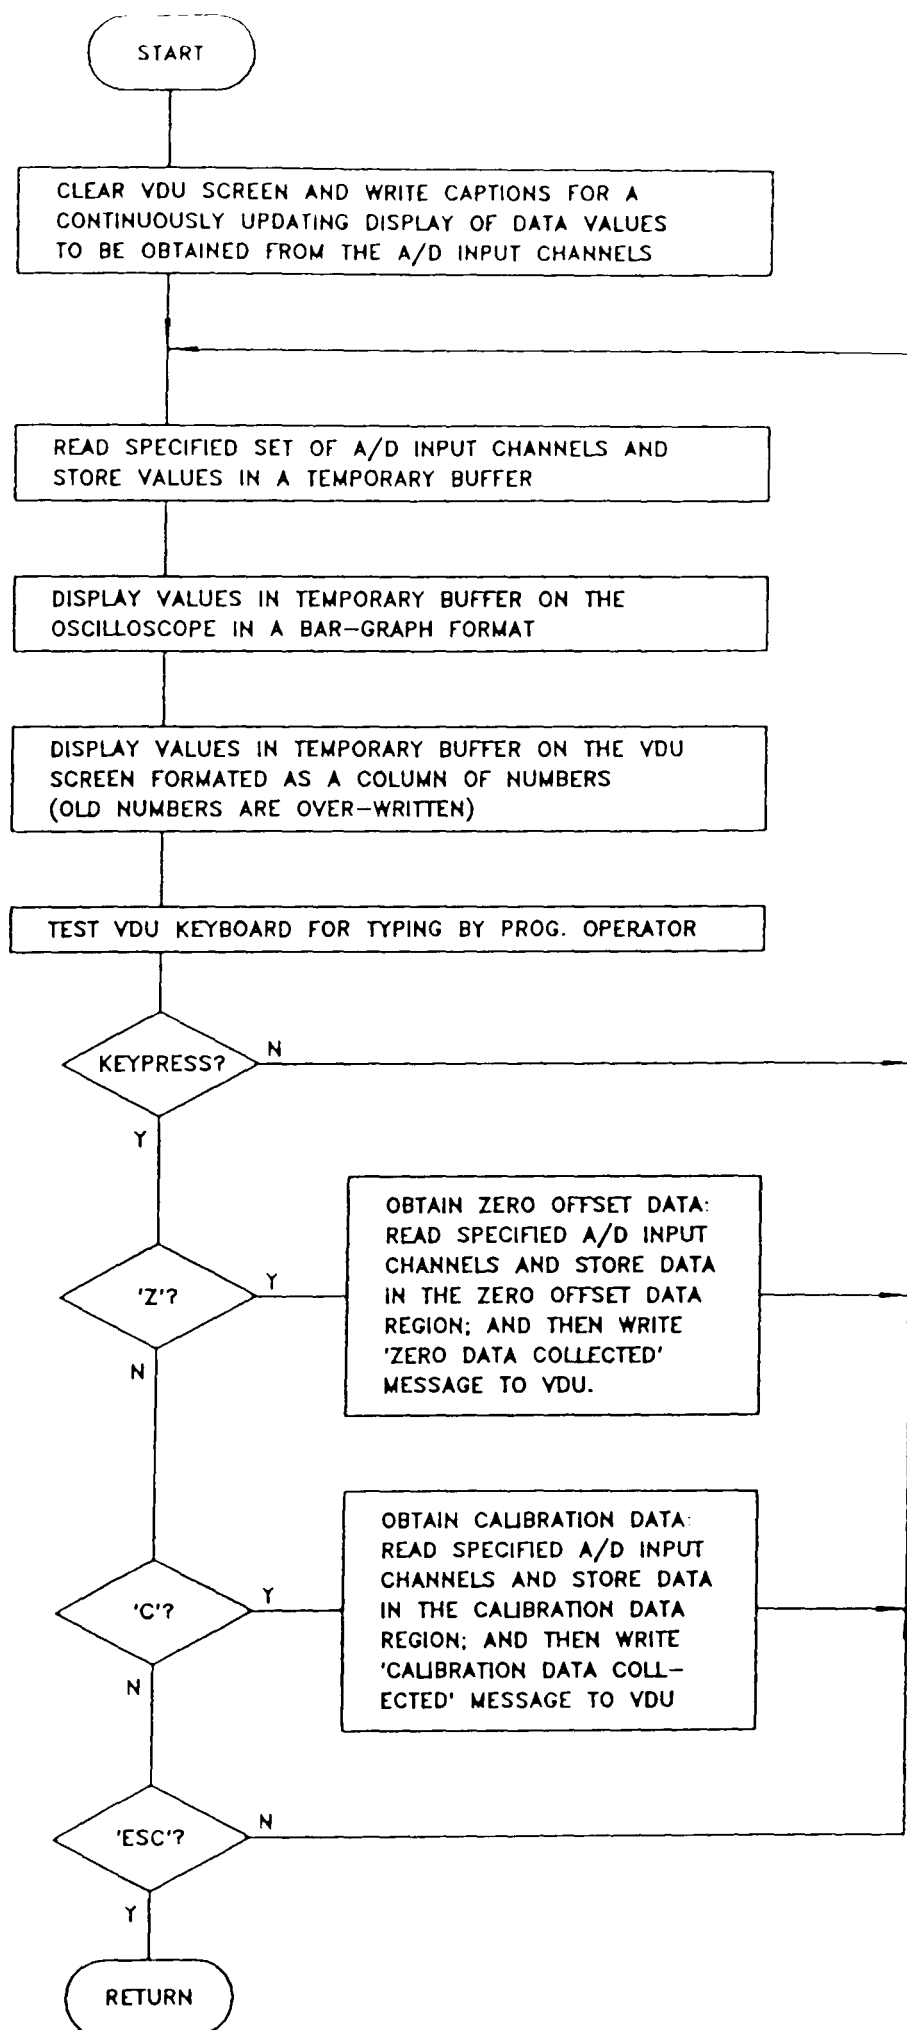 START
CLEAR VDU SCREEN AND WRITE CAPTIONS FOR A
CONTINUOUSLY UPDATING DISPLAY OF DATA VALUES
TO BE OBTAINED FROM THE A/D INPUT CHANNELS
READ SPECIFIED SET OF A/D INPUT CHANNELS AND
STORE VALUES IN A TEMPORARY BUFFER
DISPLAY VALUES IN TEMPORARY BUFFER ON THE
OSCILLOSCOPE IN A BAR-GRAPH FORMAT
DISPLAY VALUES IN TEMPORARY BUFFER ON THE VDU
SCREEN FORMATED AS A COLUMN OF NUMBERS
(OLD NUMBERS ARE OVER-WRITTEN)
TEST VDU KEYBOARD FOR TYPING BY PROG. OPERATOR
KEYPRESS?
N
Y
'Z'?
Y
N
OBTAIN ZERO OFFSET DATA:
READ SPECIFIED A/D INPUT
CHANNELS AND STORE DATA
IN THE ZERO OFFSET DATA
REGION; AND THEN WRITE
'ZERO DATA COLLECTED'
MESSAGE TO VDU.
'C'?
Y
N
OBTAIN CALIBRATION DATA:
READ SPECIFIED A/D INPUT
CHANNELS AND STORE DATA
IN THE CALIBRATION DATA
REGION; AND THEN WRITE
'CALIBRATION DATA COLL-
ECTED' MESSAGE TO VDU
'ESC'?
N
Y
RETURN